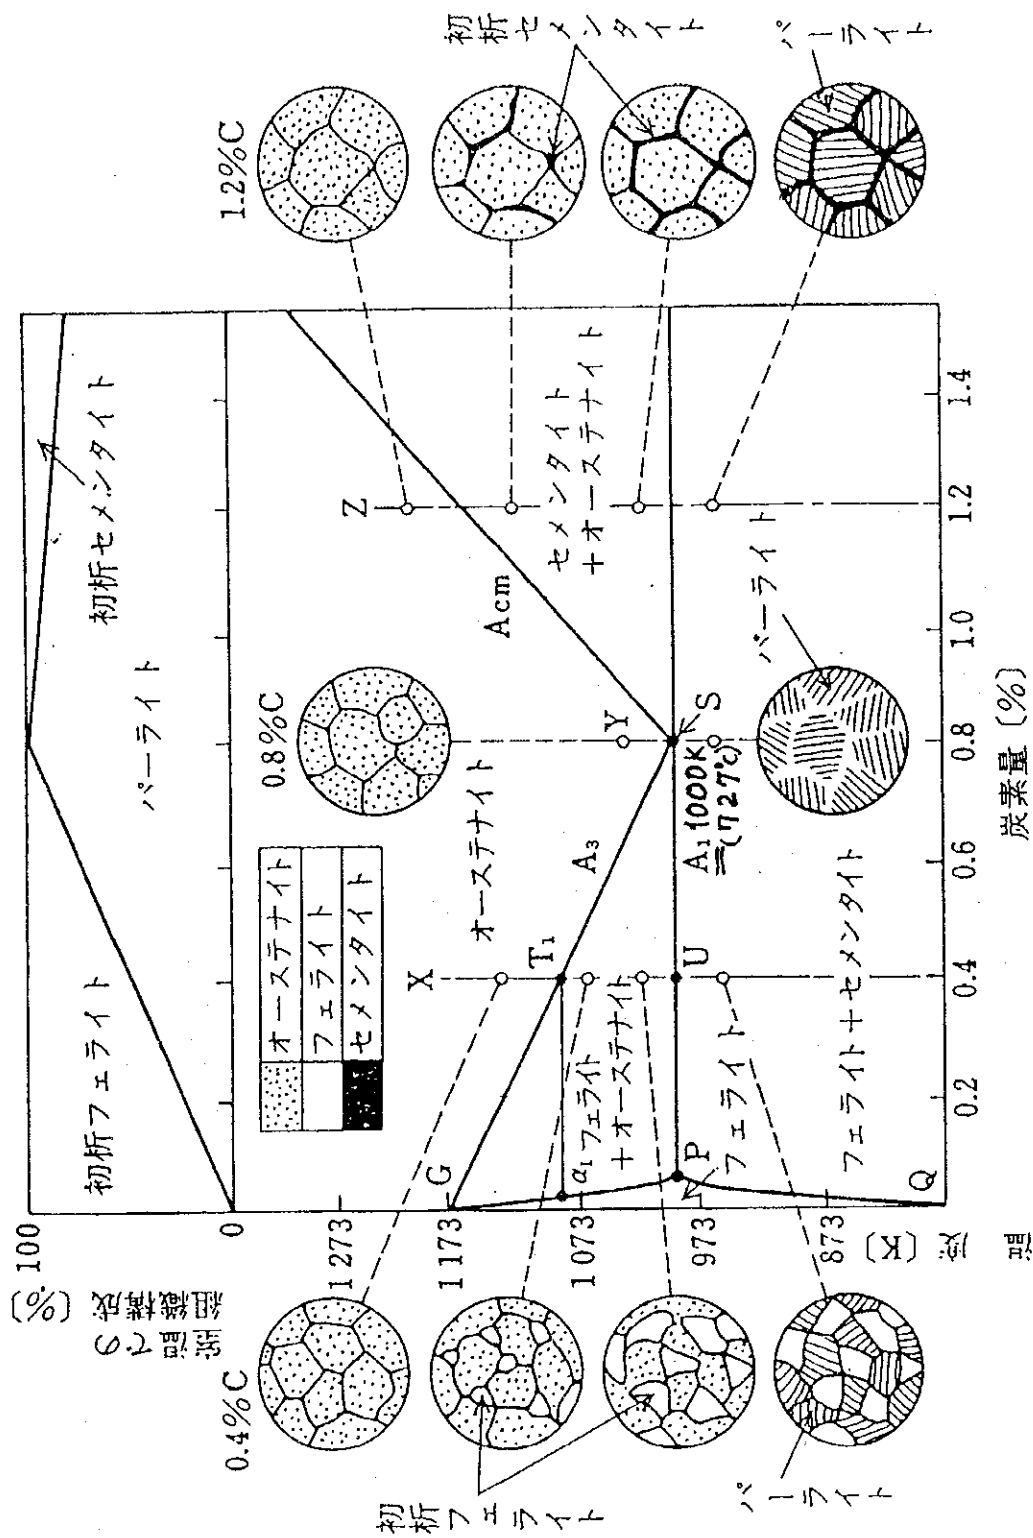 初析フェライト
パーライト
初析セメンタイト
100
0
室温での
組織構成〔%〕
0.4%C
0.8%C
1.2%C
オーステナイト
フェライト
セメンタイト
オーステナイト
X
Y
Z
G
T₁
A₃
Acm
α₁フェライト
+オーステナイト
セメンタイト
+オーステナイト
P
U
A₁ 1000K
(727℃)
S
フェライト
フェライト+セメンタイト
Q
1273
1173
1073
973
873
温
度〔K〕
0.2
0.4
0.6
0.8
1.0
1.2
1.4
炭素量〔%〕
初析フェライト
パーライト
パーライト
初析セメンタイト
パーライト